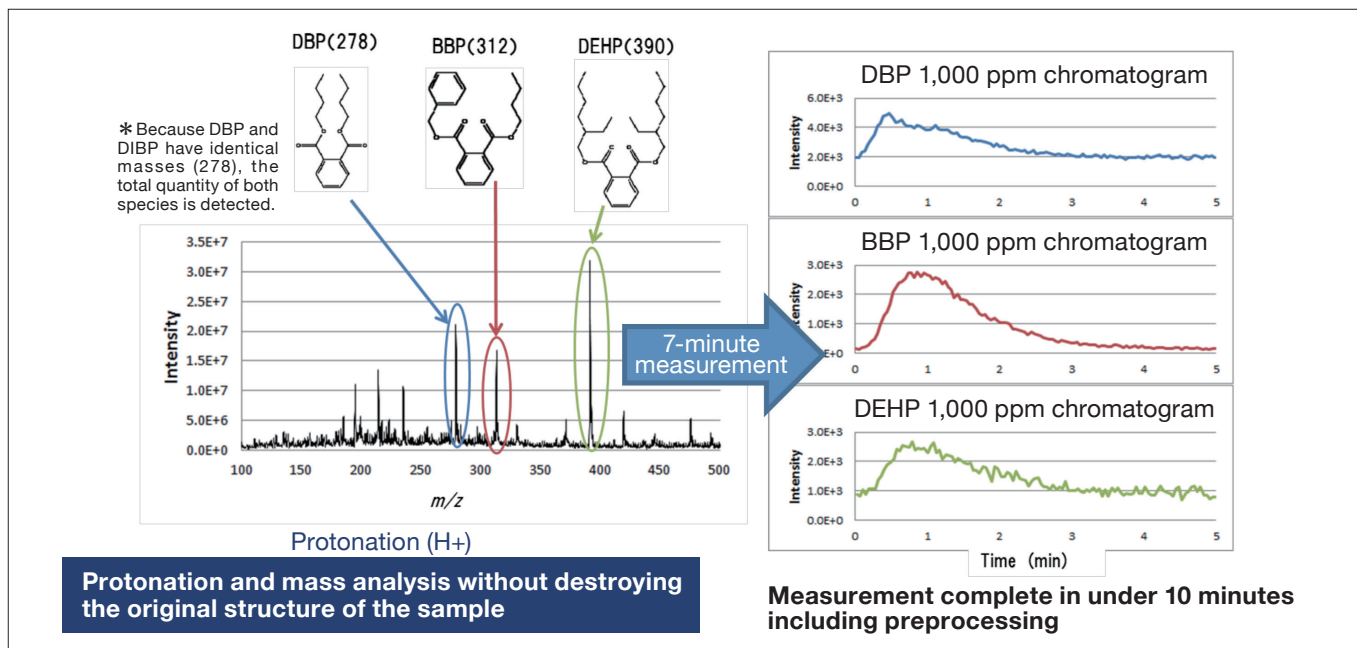 DBP(278)
BBP(312)
DEHP(390)
＊Because DBP and
DIBP have identical
masses (278), the
total quantity of both
species is detected.
3.5E+7
3.0E+7
2.5E+7
2.0E+7
1.5E+7
1.0E+7
5.0E+6
0.0E+0
Intensity
100 150 200 250 300 350 400 450 500
m/z
Protonation (H+)
Protonation and mass analysis without destroying
the original structure of the sample
7-minute
measurement
DBP 1,000 ppm chromatogram
6.0E+3
4.0E+3
2.0E+3
0.0E+0
Intensity
0 1 2 3 4 5
BBP 1,000 ppm chromatogram
3.0E+3
2.0E+3
E+3
E+0
ntensity
0 1 2 3 4 5
DEHP 1,000 ppm chromatogram
3.0E+3
2.0E+3
1.0E+3
0.0E+0
Intensity
0 1 2 3 4 5
Time (min)
Measurement complete in under 10 minutes
including preprocessing